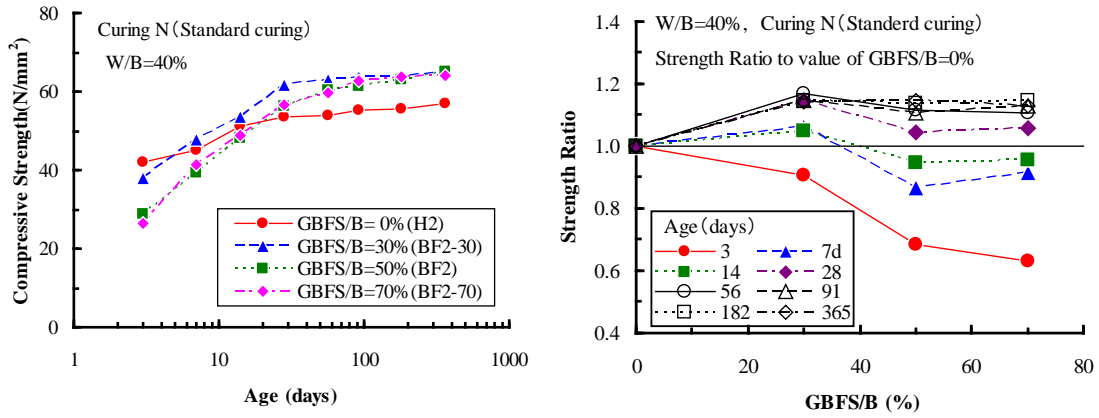 Curing N(Standard curing)
W/B=40%
Compressive Strength(N/mm²)
80
60
40
20
0
GBFS/B= 0% (H2)
GBFS/B=30% (BF2-30)
GBFS/B=50% (BF2)
GBFS/B=70% (BF2-70)
1 10 100 1000
Age (days)
W/B=40%, Curing N (Standerd curing)
Strength Ratio to value of GBFS/B=0%
Strength Ratio
1.4
1.2
1.0
0.8
0.6
0.4
Age(days)
3 7d
14 28
56 91
182 365
0 20 40 60 80
GBFS/B (%)